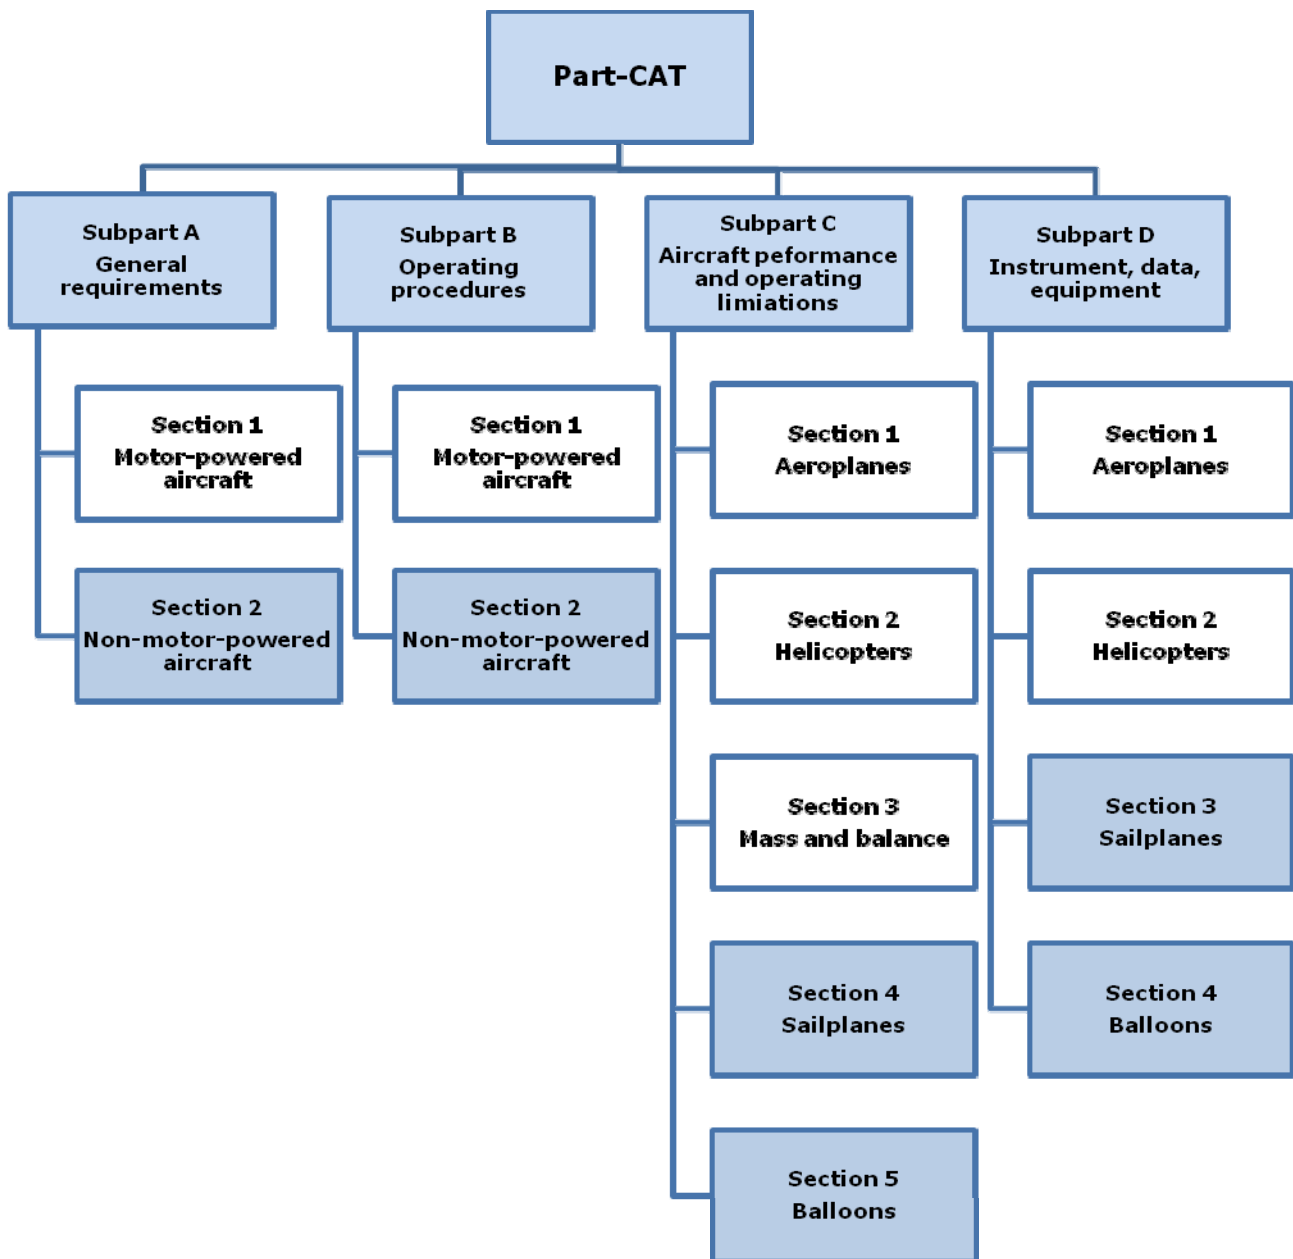 Part-CAT
Subpart A
General
requirements
Subpart B
Operating
procedures
Subpart C
Aircraft peformance
and operating
limiations
Subpart D
Instrument, data,
equipment
Section 1
Motor-powered
aircraft
Section 2
Non-motor-powered
aircraft
Section 1
Motor-powered
aircraft
Section 2
Non-motor-powered
aircraft
Section 1
Aeroplanes
Section 2
Helicopters
Section 3
Mass and balance
Section 4
Sailplanes
Section 5
Balloons
Section 1
Aeroplanes
Section 2
Helicopters
Section 3
Sailplanes
Section 4
Balloons